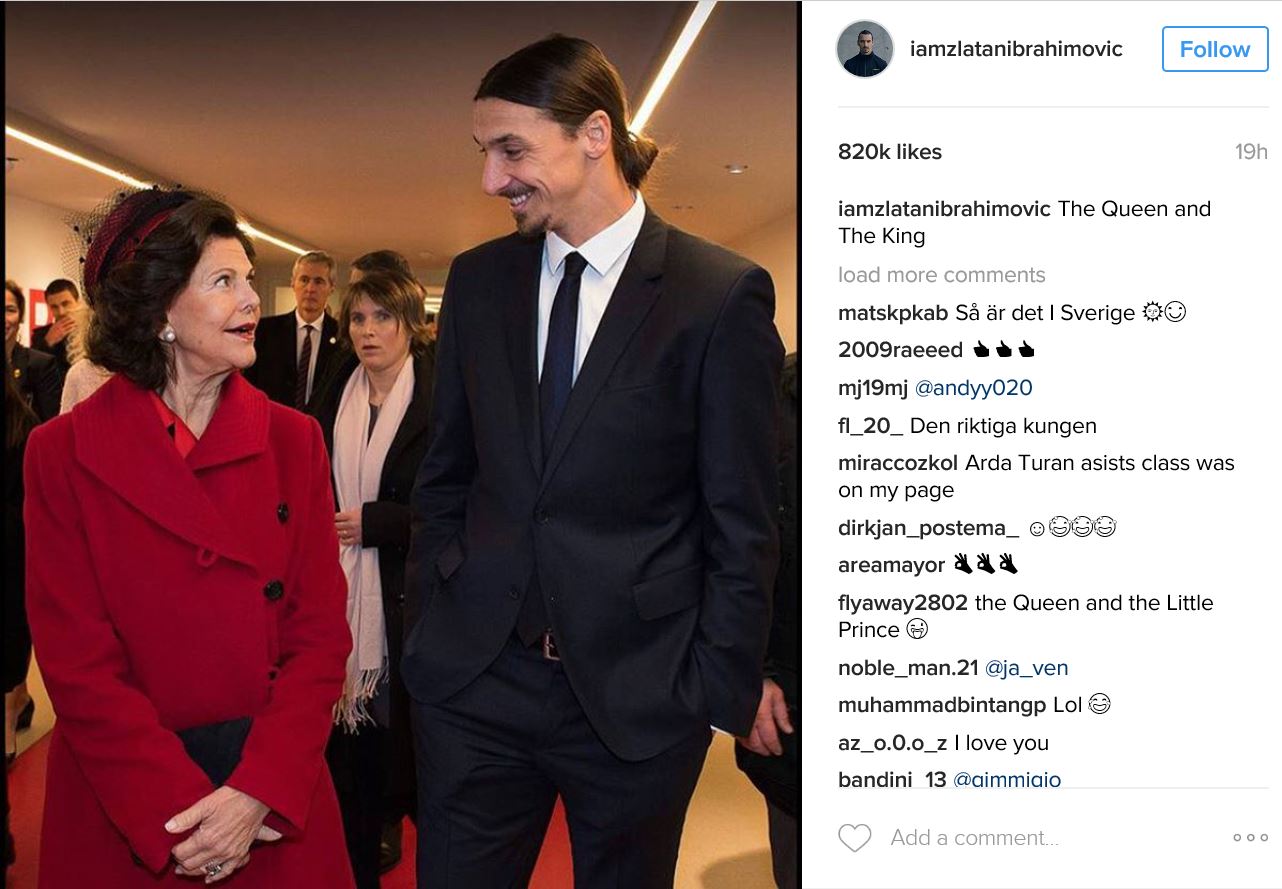 iamzlatanibrahimovic
Follow
820k likes
19h
iamzlatanibrahimovic The Queen and
The King
load more comments
matskpkab Så är det I Sverige
2009raeeed
mj19mj @andyy020
fl_20_ Den riktiga kungen
miraccozkol Arda Turan asists class was
on my page
dirkjan_postema_
areamayor
flyaway2802 the Queen and the Little
Prince
noble_man.21 @ja_ven
muhammadbintangp Lol
az_o.0.o_z I love you
bandini_13 @gimmigio
Add a comment...